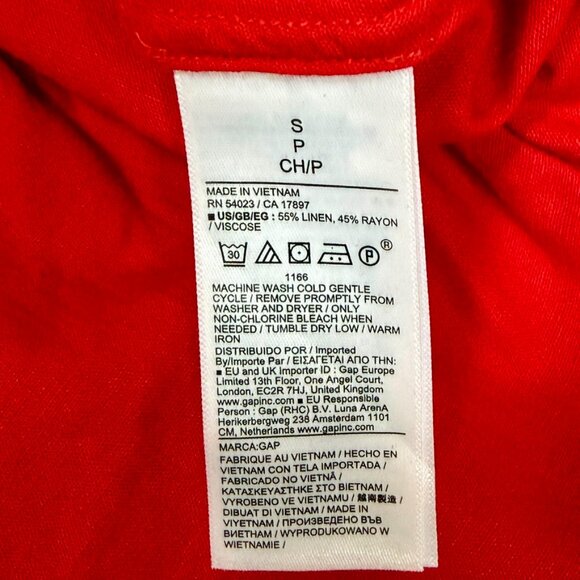 S
P
CH/P
MADE IN VIETNAM
RN 54023 / CA 17897
■ US/GB/EG : 55% LINEN, 45% RAYON
/ VISCOSE
30 P ®
1166
MACHINE WASH COLD GENTLE
CYCLE / REMOVE PROMPTLY FROM
WASHER AND DRYER / ONLY
NON-CHLORINE BLEACH WHEN
NEEDED / TUMBLE DRY LOW / WARM
IRON
DISTRIBUIDO POR / Imported
By/Importe Par / ΕΙΣΑΓΕΤΑΙ ΑΠΟ ΤΗΝ:
■ EU and UK Importer ID : Gap Europe
Limited 13th Floor, One Angel Court,
London, EC2R 7HJ, United Kingdom
www.gapinc.com ■ EU Responsible
Person : Gap (RHC) B.V. Luna ArenA
Herikerbergweg 238 Amsterdam 1101
CM, Netherlands www.gapinc.com
MARCA:GAP
FABRIQUÉ AU VIETNAM / HECHO EN
VIETNAM CON TELA IMPORTADA /
FABRICADO NO VIETNÃ /
ΚΑΤΑΣΚΕΥΑΣΤΗΚΕ ΣΤΟ ΒΙΕΤΝΑΜ /
VYROBENO VE VIETNAMU / 越南製造 /
DIBUAT DI VIETNAM / MADE IN
VIYETNAM / ПРОИЗВЕДЕНО ВЪВ
ВИЕТНАМ / WYPRODUKOWANO W
WIETNAMIE /